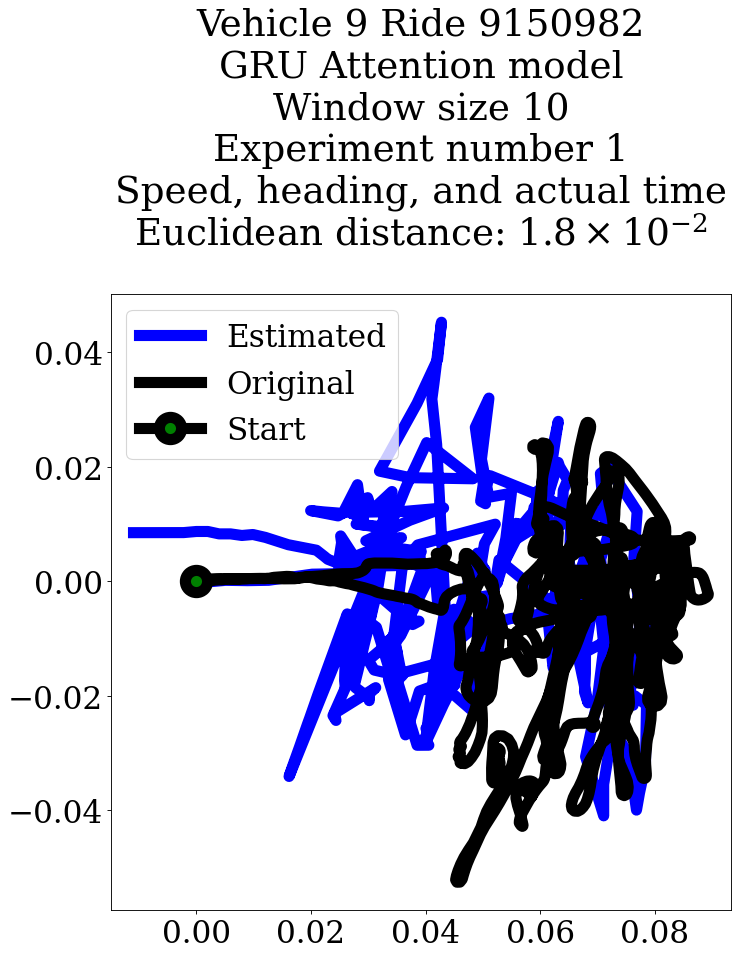 Vehicle 9 Ride 9150982
GRU Attention model
Window size 10
Experiment number 1
Speed, heading, and actual time
Euclidean distance: 1.8 × 10⁻²
Estimated
Original
Start
0.04
0.02
0.00
−0.02
−0.04
0.00 0.02 0.04 0.06 0.08